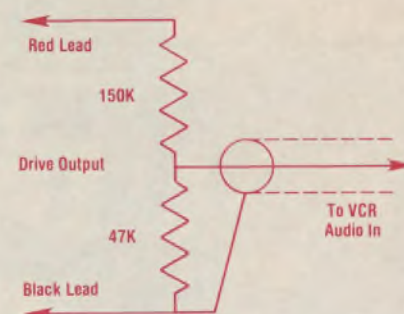 Red Lead
150K
Drive Output
47K
To VCR
Audio In
Black Lead